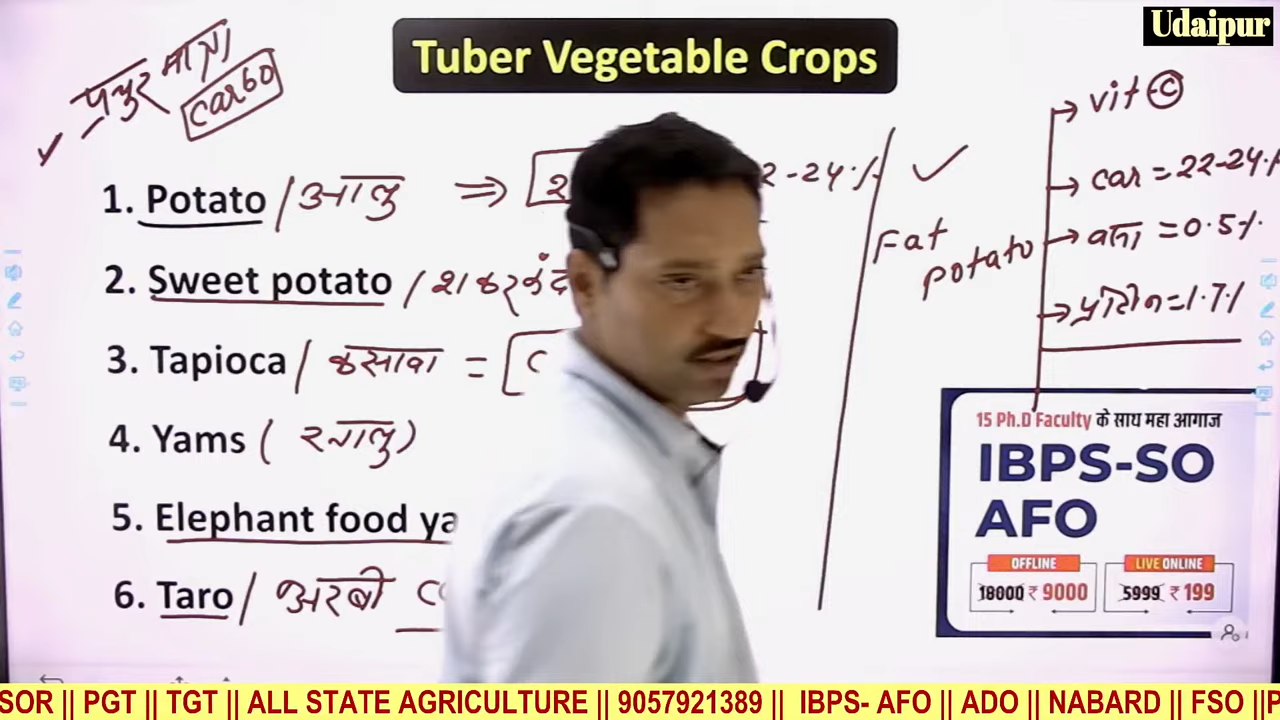 Udaipur
Tuber Vegetable Crops
प्रचुर मात्रा
carbo
1. Potato / आलु ⇒
2-24%
2. Sweet potato / शकरकंद
3. Tapioca / कसावा =
4. Yams ( रतालु )
5. Elephant food ya
6. Taro / अरबी
Fat
potato
vit-C
car = 22-24%
वसा = 0.5%
प्रोटीन = 1.7%
15 Ph.D Faculty के साथ महा आगाज
IBPS-SO
AFO
OFFLINE
18000 ₹ 9000
LIVE ONLINE
5999 ₹ 199
SOR || PGT || TGT || ALL STATE AGRICULTURE || 9057921389 || IBPS- AFO || ADO || NABARD || FSO ||P